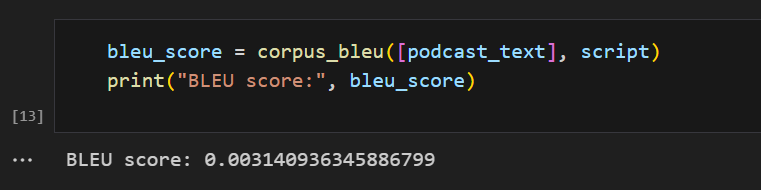 bleu_score = corpus_bleu([podcast_text], script)
print("BLEU score:", bleu_score)
[13]
... BLEU score: 0.003140936345886799